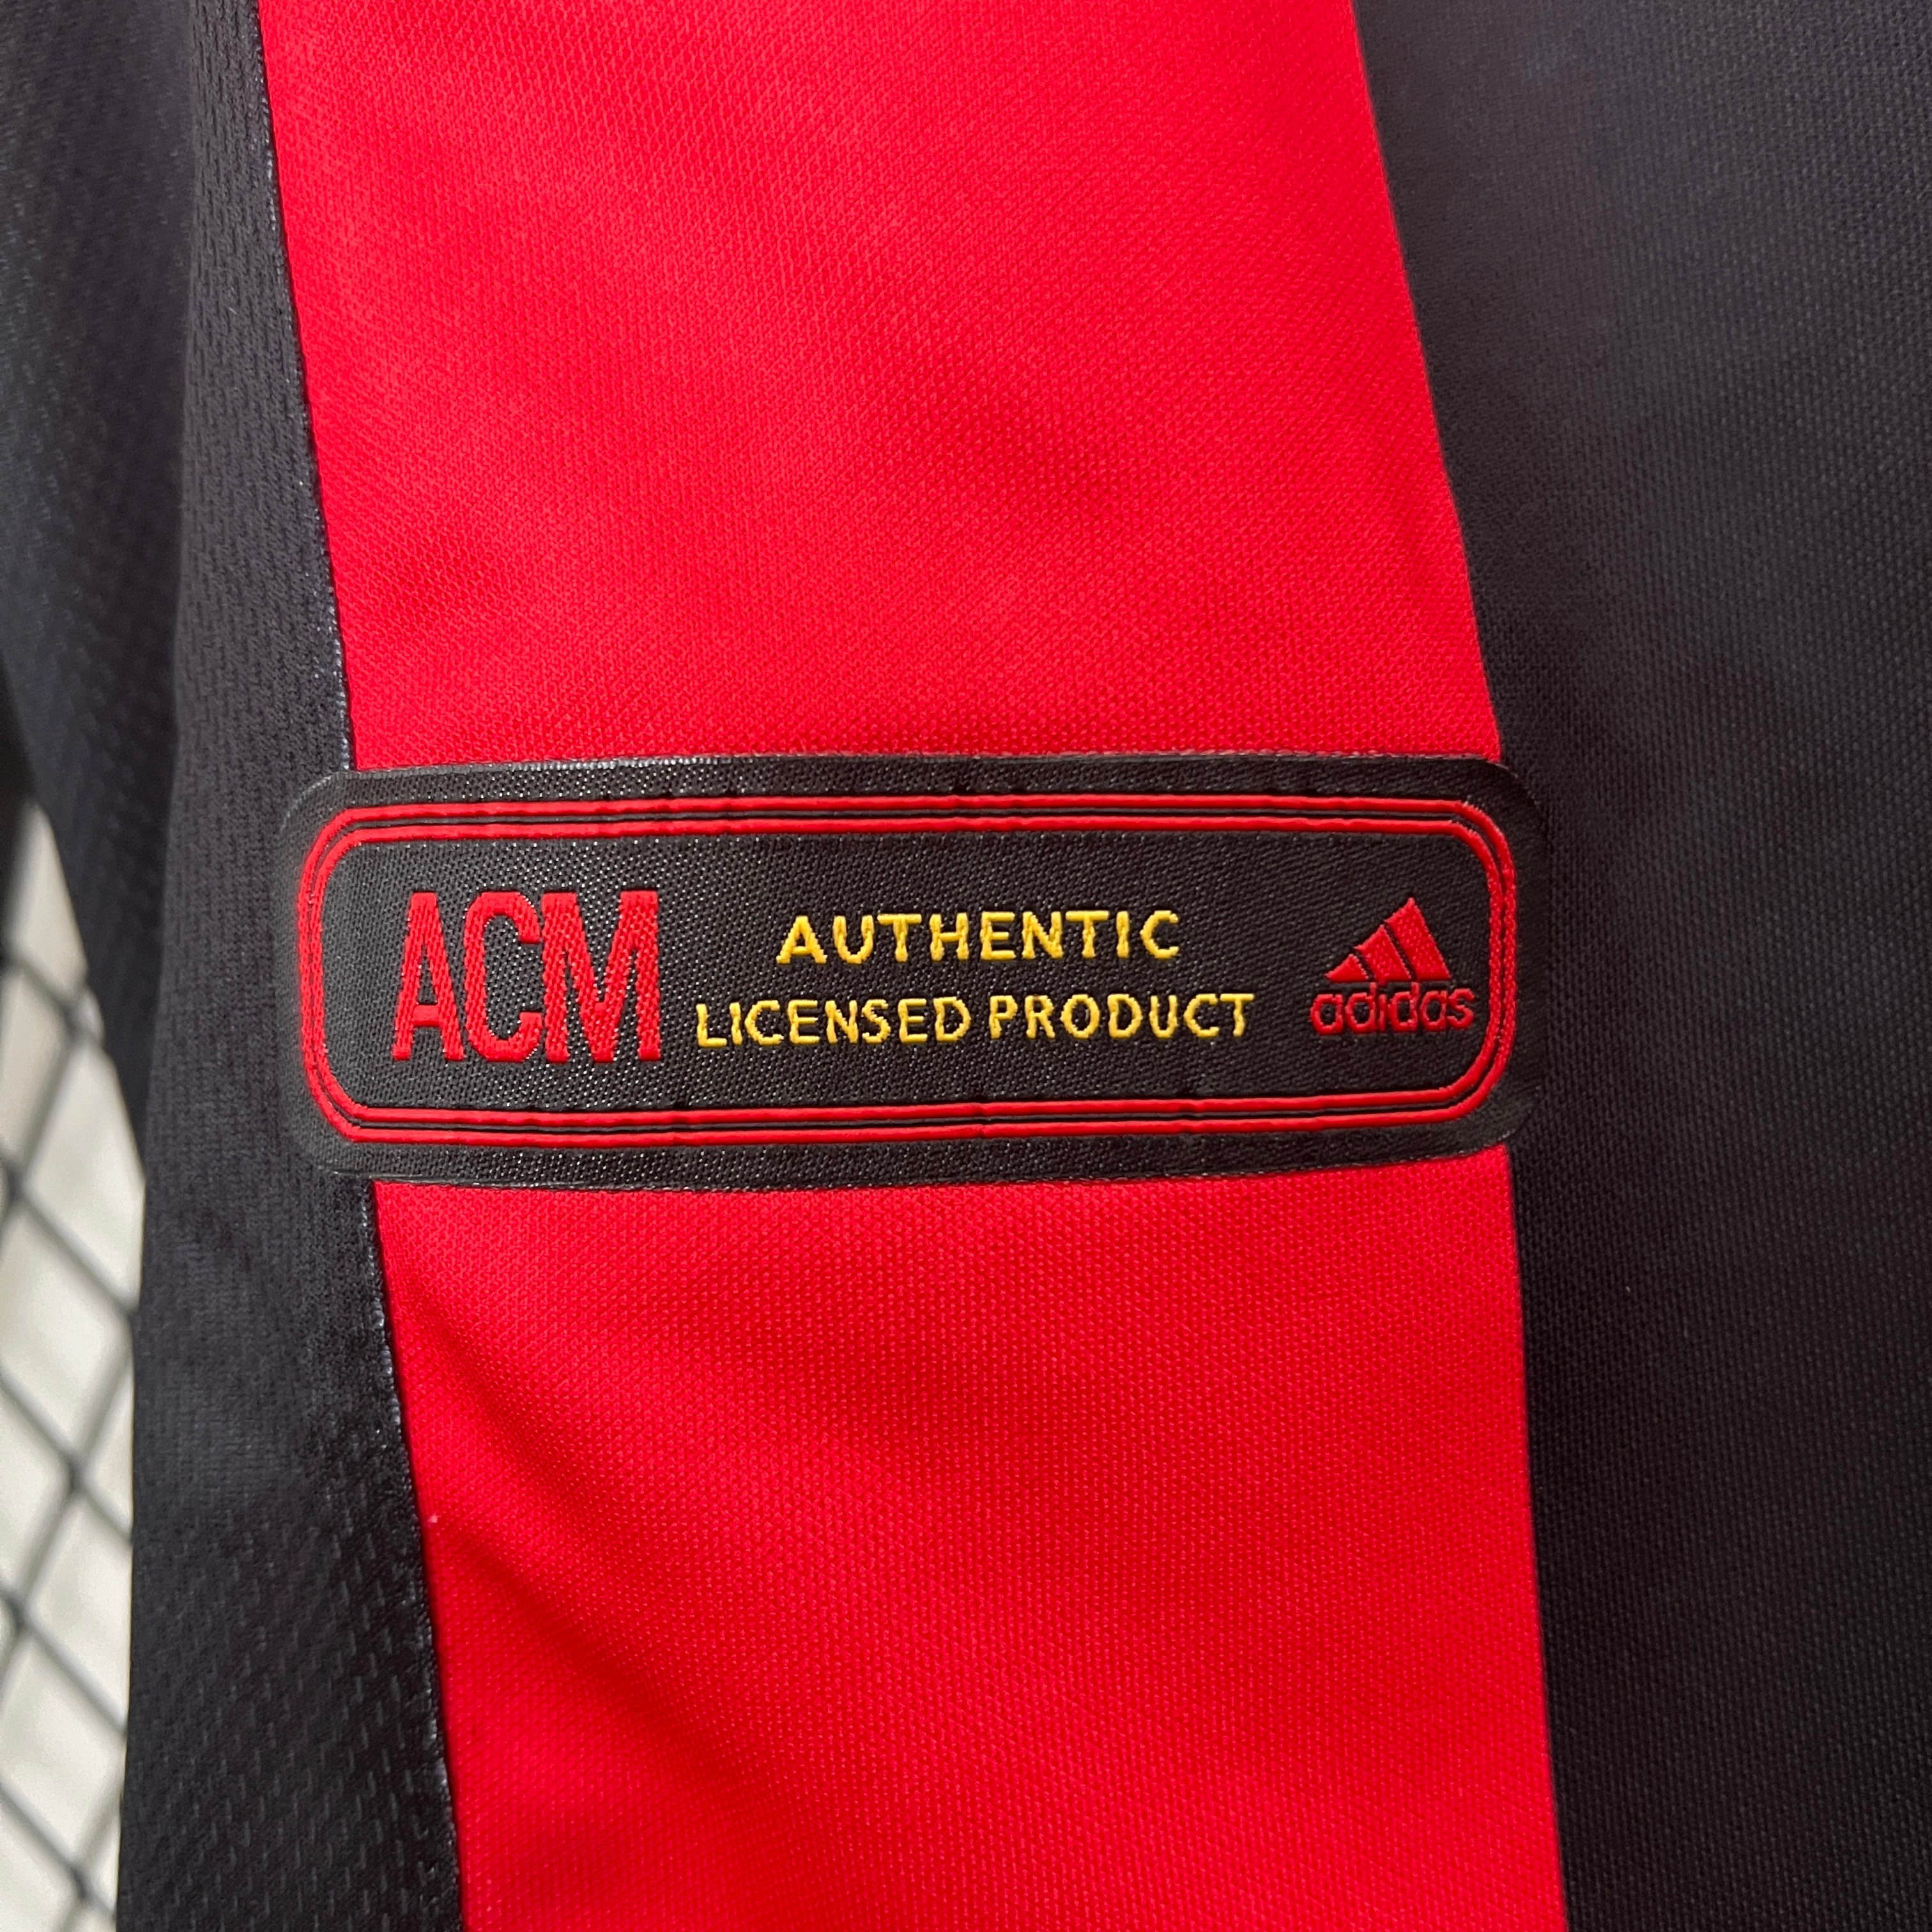 ACM
AUTHENTIC
LICENSED PRODUCT
adidas